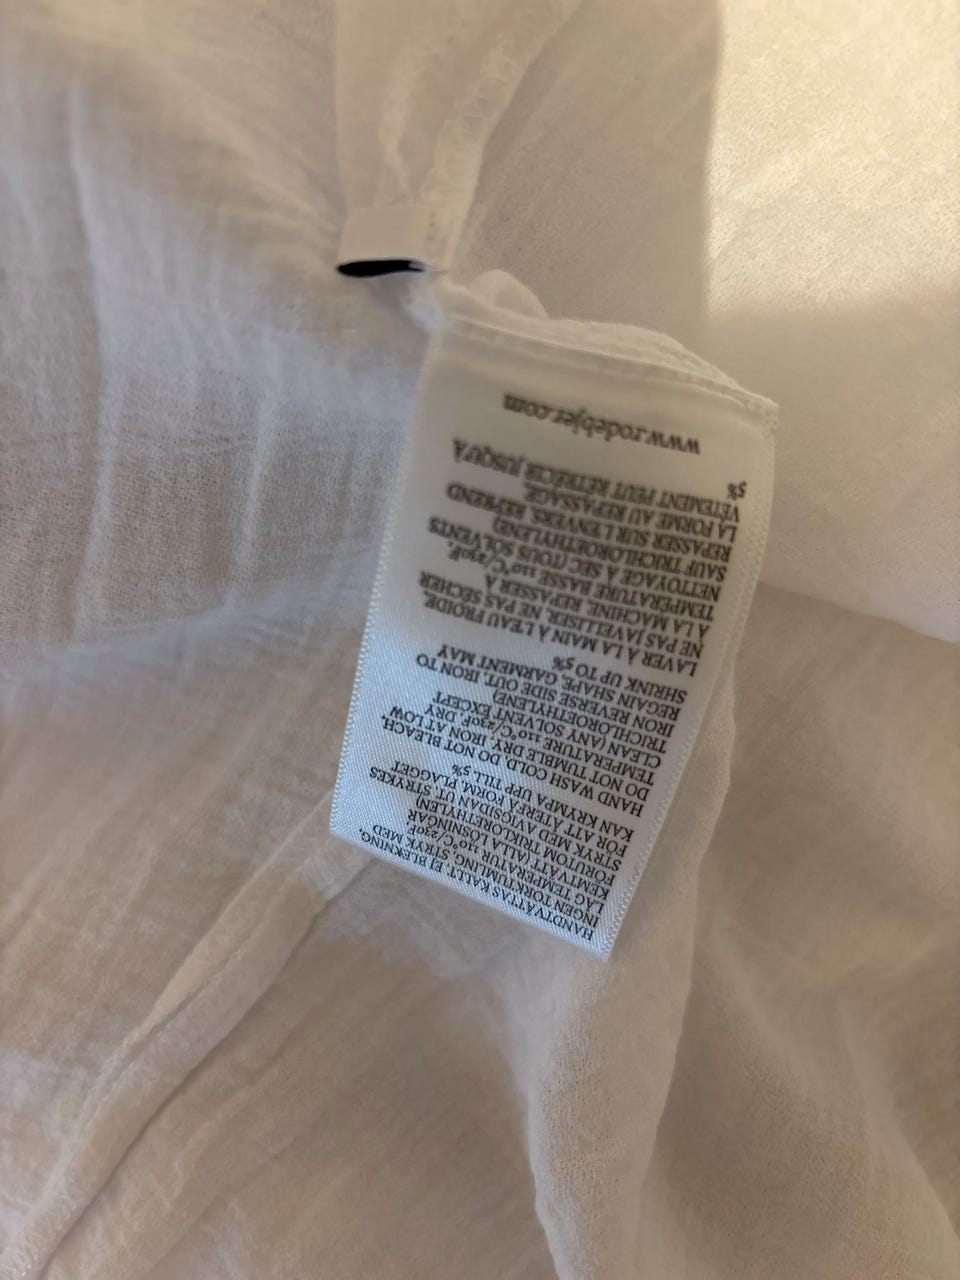 HANDTVÄTTAS KALLT, EJ BLEKNING,
INGEN TORKTUMLING, STRYK MED
LÅG TEMPERATUR 110°C/230F,
KEMTVÄTT (ALLA LÖSNINGAR
FÖRUTOM TRIKLORETHYLEN)
STRYK MED AVIGSIDAN UT, STRYKES
FÖR ATT ÅTERFÅ FORM, PLAGGET
KAN KRYMPA UPP TILL 5%
HAND WASH COLD, DO NOT BLEACH,
DO NOT TUMBLE DRY, IRON AT LOW
TEMPERATURE 110°C/230F, DRY
CLEAN (ANY SOLVENT EXCEPT
TRICHLOROETHYLENE)
IRON REVERSE SIDE OUT, IRON TO
REGAIN SHAPE, GARMENT MAY
SHRINK UP TO 5%
LAVER À LA MAIN À L'EAU FROIDE,
NE PAS JAVELLISER, NE PAS SÉCHER
À LA MACHINE, REPASSER À
TEMPERATURE BASSE 110°C/230F,
NETTOYAGE À SEC (TOUS SOLVENTS
SAUF TRICHLOROETHYLENE)
REPASSER SUR L'ENVERS, REPREND
LA FORME AU REPASSAGE,
VÊTEMENT PEUT RÉTRÉCIR JUSQU'À
5%
www.rodebjer.com